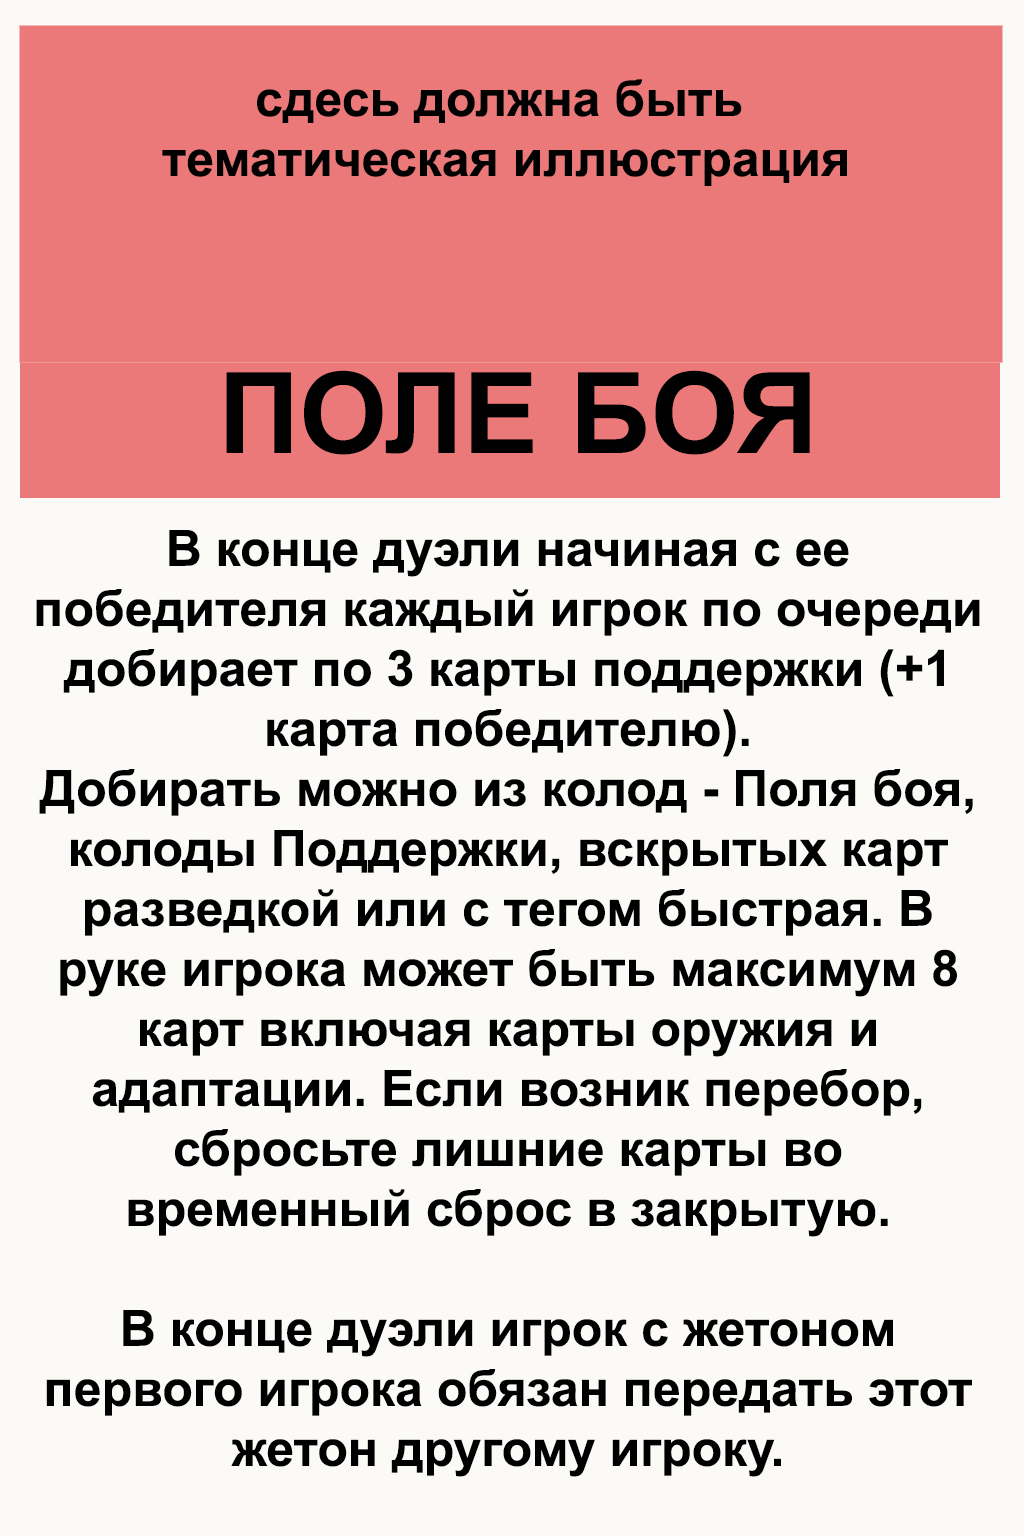 сдесь должна быть
тематическая иллюстрация
ПОЛЕ БОЯ
В конце дуэли начиная с ее
победителя каждый игрок по очереди
добирает по 3 карты поддержки (+1
карта победителю).
Добирать можно из колод - Поля боя,
колоды Поддержки, вскрытых карт
разведкой или с тегом быстрая. В
руке игрока может быть максимум 8
карт включая карты оружия и
адаптации. Если возник перебор,
сбросьте лишние карты во
временный сброс в закрытую.
В конце дуэли игрок с жетоном
первого игрока обязан передать этот
жетон другому игроку.